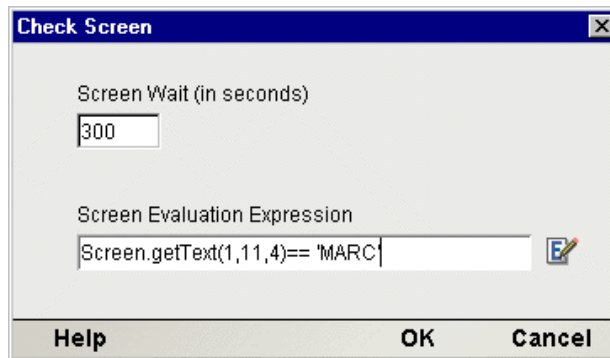 Check Screen
Screen Wait (in seconds)
300
Screen Evaluation Expression
Screen.getText(1,11,4)== 'MARC'
Help OK Cancel